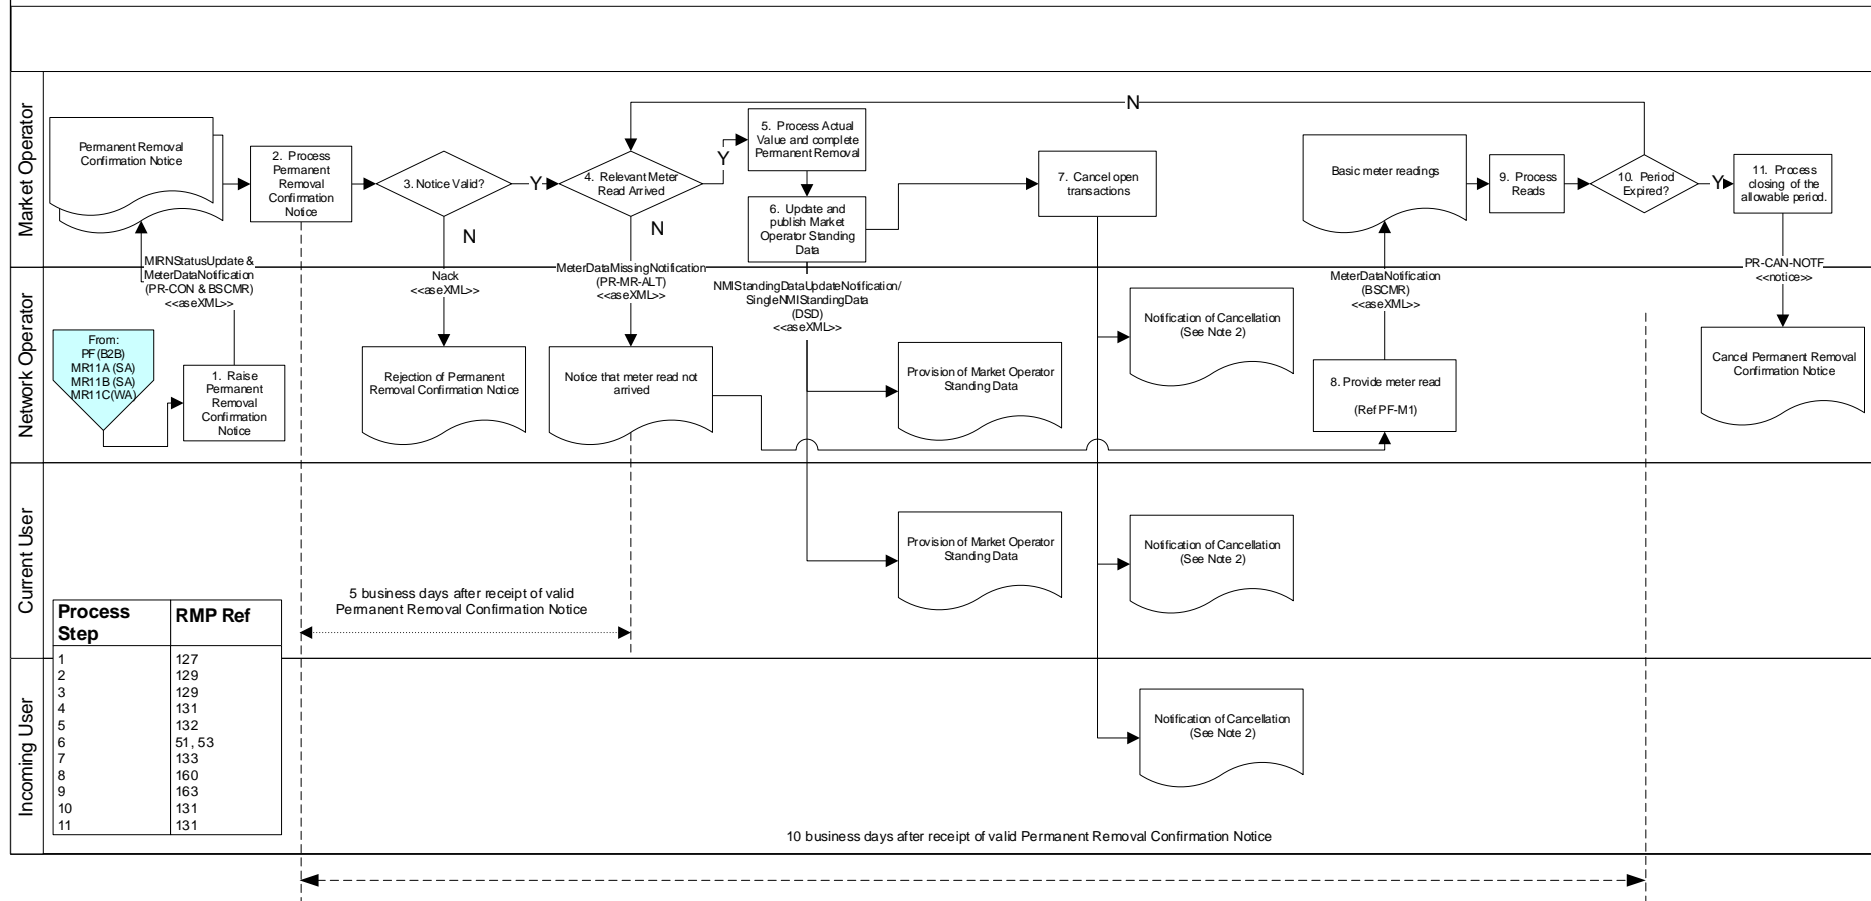 Market Operator
Permanent Removal
Confirmation Notice
2. Process
Permanent
Removal
Confirmation
Notice
3. Notice Valid?
Y
N
4. Relevant Meter
Read Arrived
Y
N
N
5. Process Actual
Value and complete
Permanent Removal
6. Update and
publish Market
Operator Standing
Data
7. Cancel open
transactions
Basic meter readings
9. Process
Reads
10. Period
Expired?
Y
11. Process
closing of the
allowable period.
MIRNStatusUpdate &
MeterDataNotification
(PR-CON & BSCMR)
<<aseXML>>
Nack
<<aseXML>>
MeterDataMissingNotification
(PR-MR-ALT)
<<aseXML>>
NMIStandingDataUpdateNotification/
SingleNMIStandingData
(DSD)
<<aseXML>>
MeterDataNotification
(BSCMR)
<<aseXML>>
PR-CAN-NOTF
<<notice>>
Network Operator
From:
PF (B2B)
MR11A (SA)
MR11B (SA)
MR11C(WA)
1. Raise
Permanent
Removal
Confirmation
Notice
Rejection of Permanent
Removal Confirmation Notice
Notice that meter read not
arrived
Provision of Market Operator
Standing Data
Notification of Cancellation
(See Note 2)
8. Provide meter read
(Ref PF-M1)
Cancel Permanent Removal
Confirmation Notice
Current User
5 business days after receipt of valid
Permanent Removal Confirmation Notice
Provision of Market Operator
Standing Data
Notification of Cancellation
(See Note 2)
Process
Step
RMP Ref
1 127
2 129
3 129
4 131
5 132
6 51, 53
7 133
8 160
9 163
10 131
11 131
Incoming User
Notification of Cancellation
(See Note 2)
10 business days after receipt of valid Permanent Removal Confirmation Notice